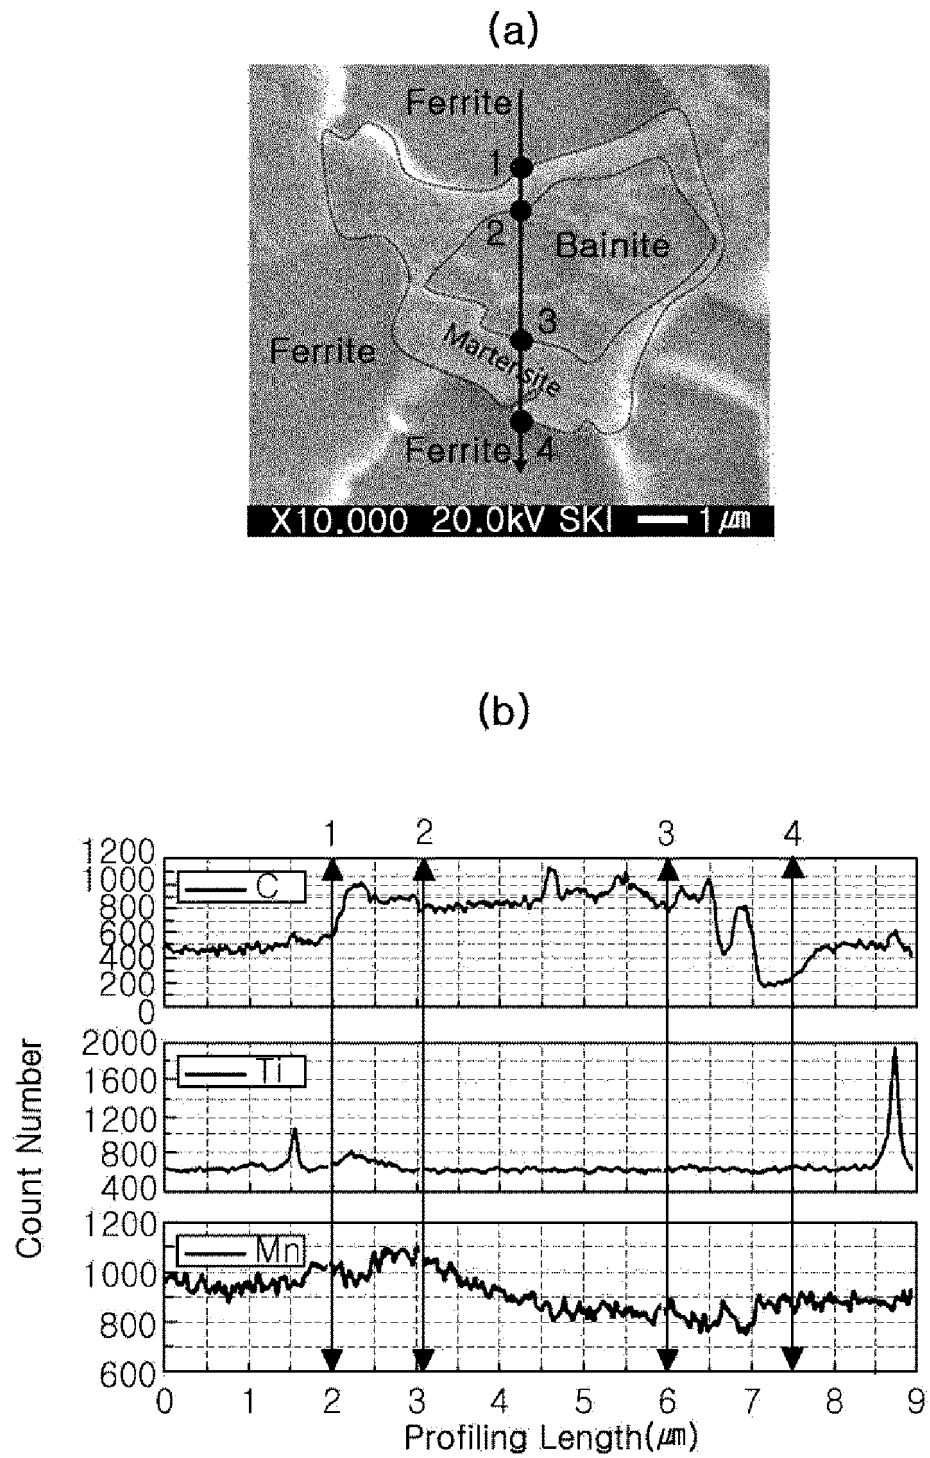 (a)
Ferrite
1
2
Bainite
3
Ferrite
Martensite
Ferrite
4
X10.000 20.0kV SKI 1㎛
(b)
1 2 3 4
1200
1000
800
600
400
200
0
C
2000
1600
1200
800
400
Ti
1200
1000
800
600
Mn
Count Number
0 1 2 3 4 5 6 7 8 9
Profiling Length(㎛)